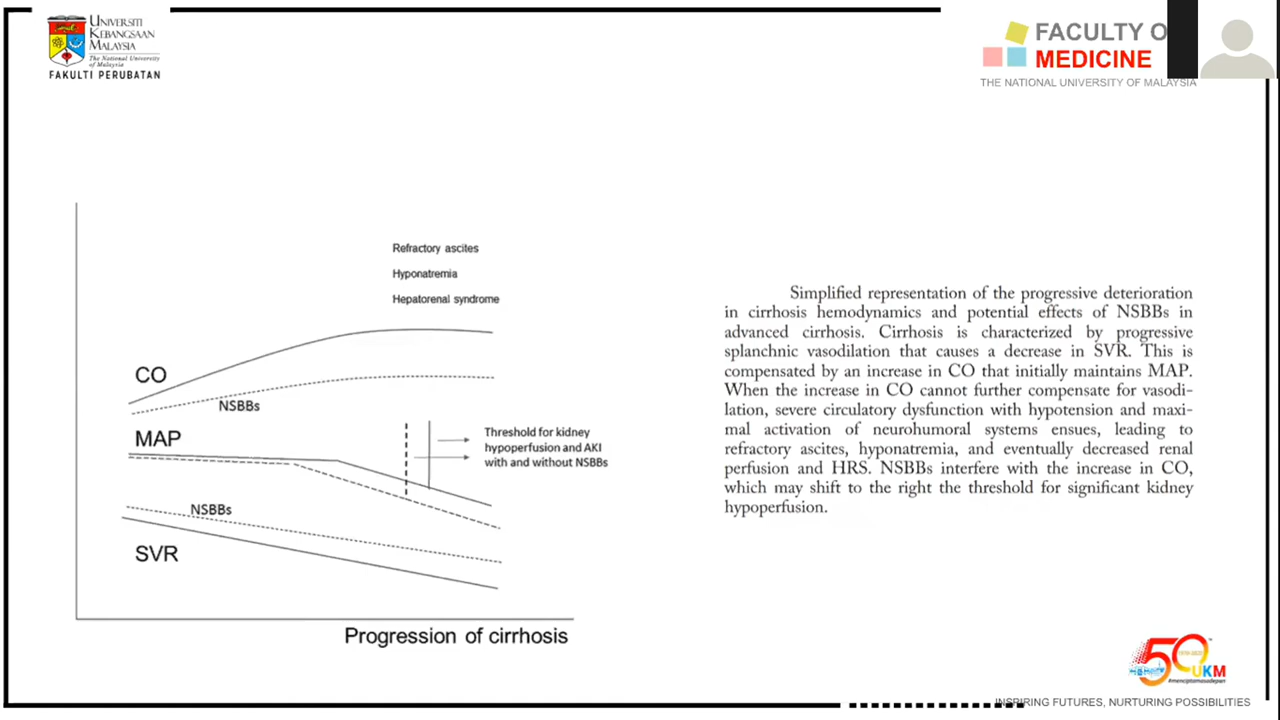 UNIVERSITI
KEBANGSAAN
MALAYSIA
The National University
of Malaysia
FAKULTI PERUBATAN
FACULTY O
MEDICINE
THE NATIONAL UNIVERSITY OF MALAYSIA
Refractory ascites
Hyponatremia
Hepatorenal syndrome
CO
NSBBs
MAP
Threshold for kidney
hypoperfusion and AKI
with and without NSBBs
NSBBs
SVR
Progression of cirrhosis
Simplified representation of the progressive deterioration
in cirrhosis hemodynamics and potential effects of NSBBs in
advanced cirrhosis. Cirrhosis is characterized by progressive
splanchnic vasodilation that causes a decrease in SVR. This is
compensated by an increase in CO that initially maintains MAP.
When the increase in CO cannot further compensate for vasodi-
lation, severe circulatory dysfunction with hypotension and maxi-
mal activation of neurohumoral systems ensues, leading to
refractory ascites, hyponatremia, and eventually decreased renal
perfusion and HRS. NSBBs interfere with the increase in CO,
which may shift to the right the threshold for significant kidney
hypoperfusion.
50
UKM
#menciptamasadepan
INSPIRING FUTURES, NURTURING POSSIBILITIES